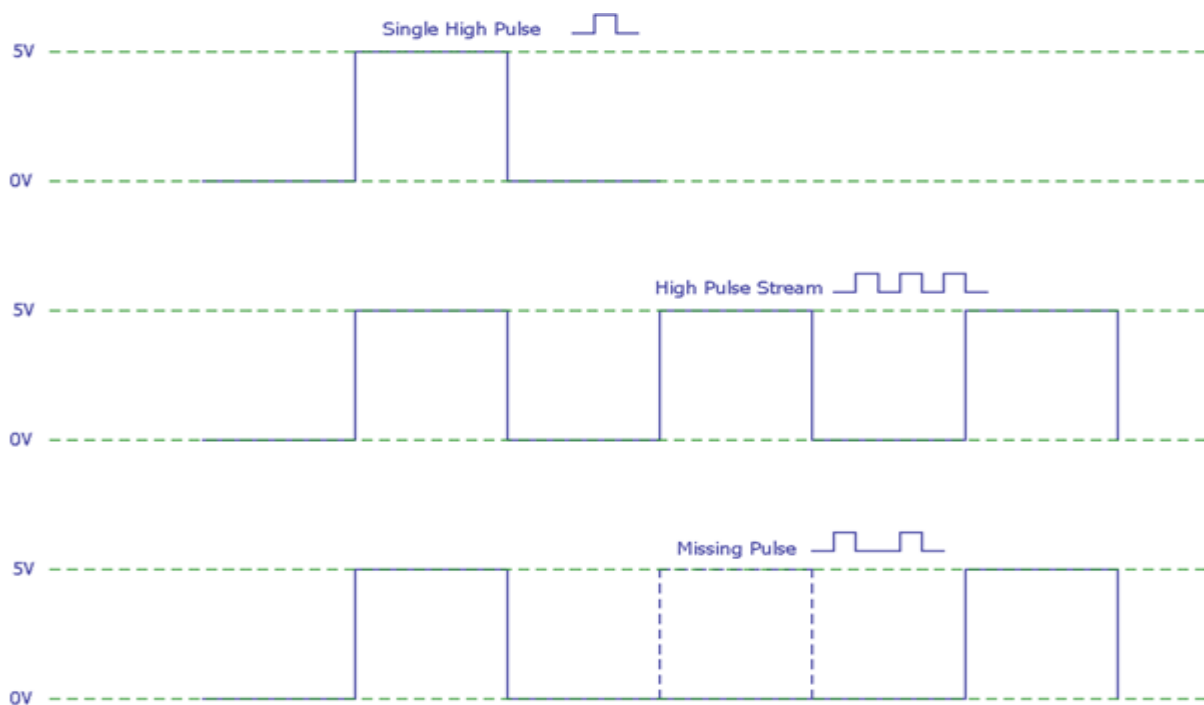 Single High Pulse
5V
0V
High Pulse Stream
5V
0V
Missing Pulse
5V
0V